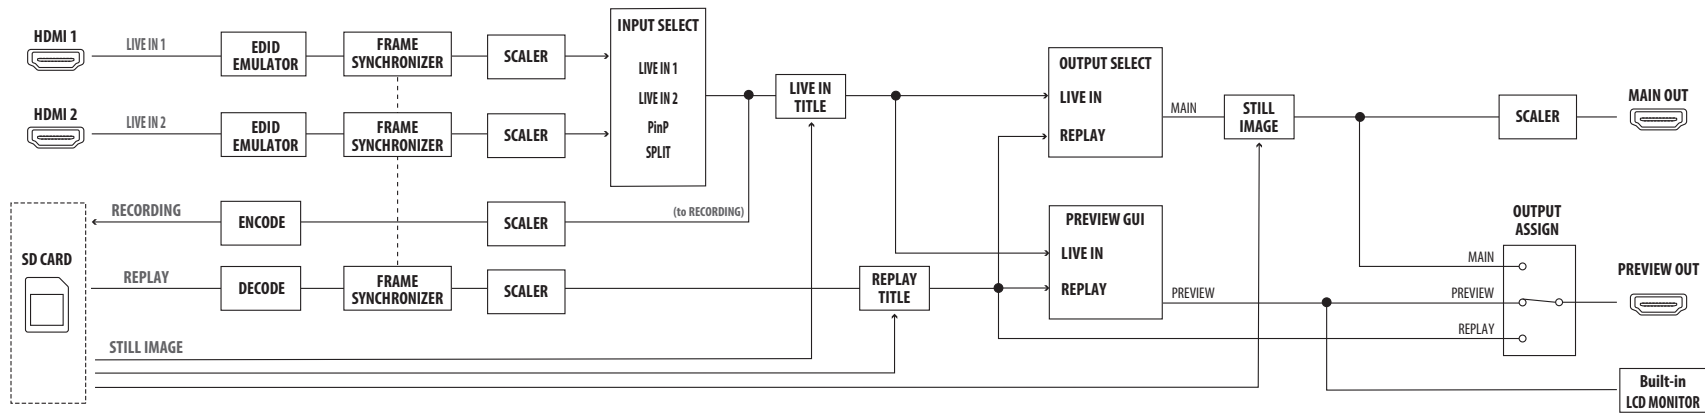 HDMI 1
LIVE IN 1
EDID
EMULATOR
FRAME
SYNCHRONIZER
SCALER
INPUT SELECT
LIVE IN 1
LIVE IN 2
PinP
SPLIT
HDMI 2
LIVE IN 2
EDID
EMULATOR
FRAME
SYNCHRONIZER
SCALER
LIVE IN
TITLE
OUTPUT SELECT
LIVE IN
REPLAY
MAIN
STILL
IMAGE
SCALER
MAIN OUT
RECORDING
ENCODE
SCALER
(to RECORDING)
SD CARD
REPLAY
DECODE
FRAME
SYNCHRONIZER
SCALER
REPLAY
TITLE
PREVIEW GUI
LIVE IN
REPLAY
PREVIEW
OUTPUT
ASSIGN
MAIN
PREVIEW
REPLAY
PREVIEW OUT
STILL IMAGE
Built-in
LCD MONITOR